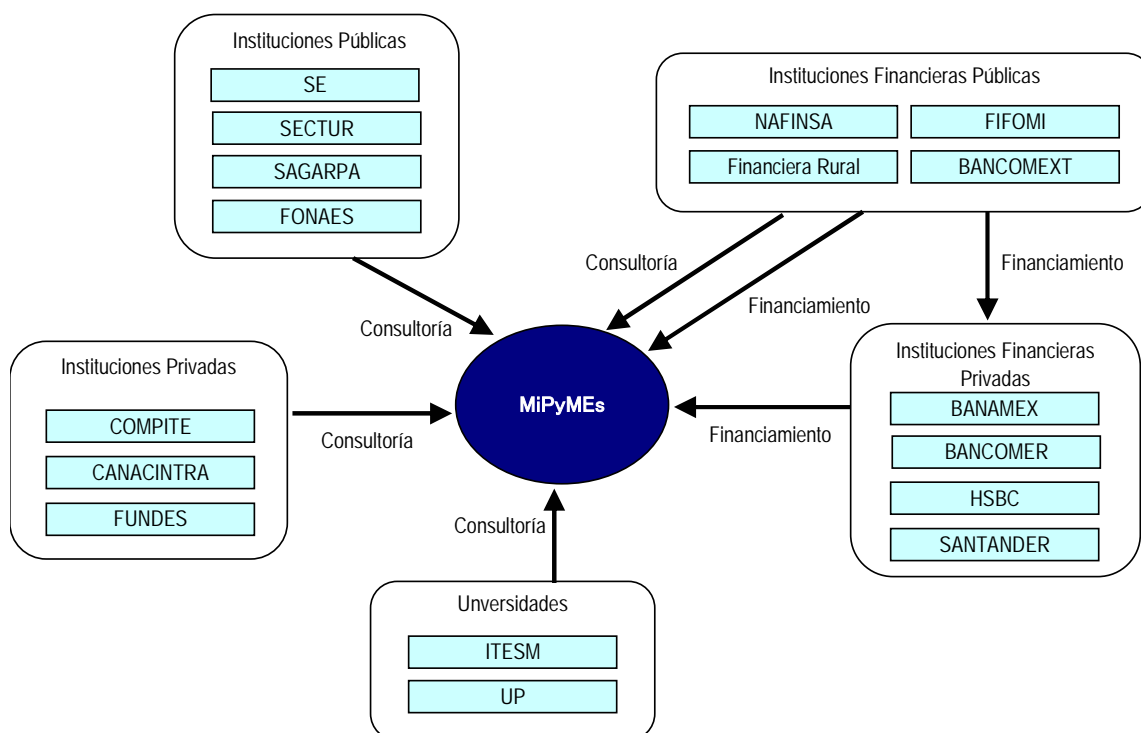 Instituciones Públicas
SE
SECTUR
SAGARPA
FONAES
Instituciones Financieras Públicas
NAFINSA
FIFOMI
Financiera Rural
BANCOMEXT
Consultoría
Financiamiento
Financiamiento
Consultoría
Instituciones Privadas
COMPITE
CANACINTRA
FUNDES
Consultoría
MiPyMEs
Financiamiento
Instituciones Financieras
Privadas
BANAMEX
BANCOMER
HSBC
SANTANDER
Consultoría
Unversidades
ITESM
UP